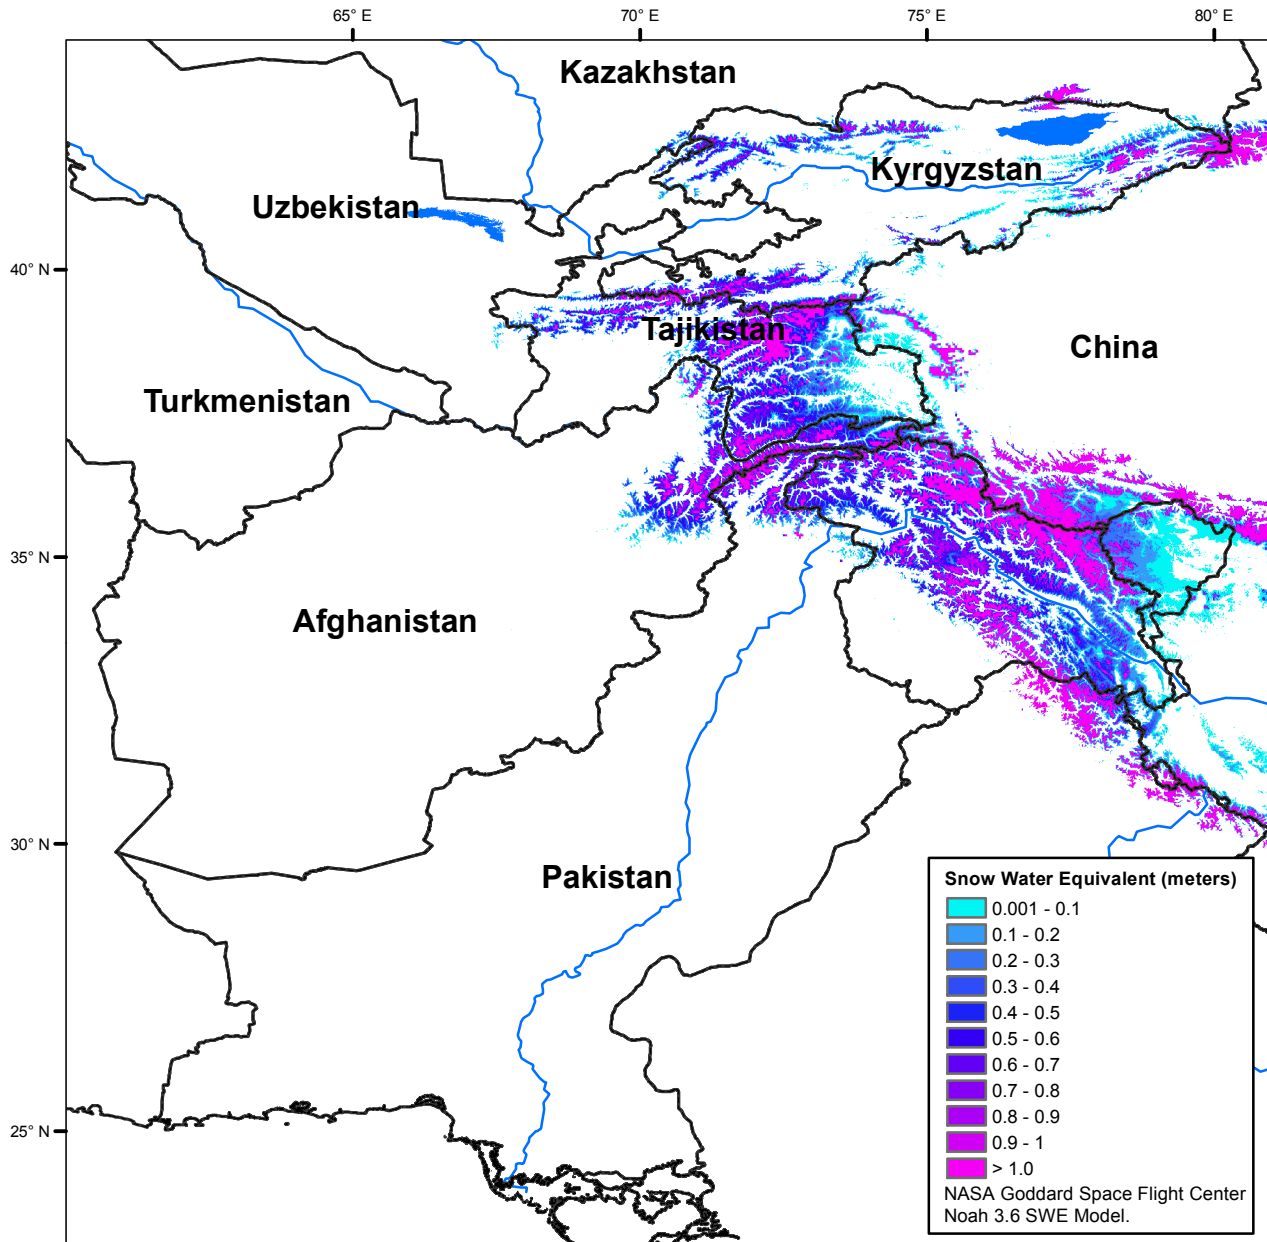 65° E 70° E 75° E 80° E
Kazakhstan
Kyrgyzstan
Uzbekistan
40° N
Tajikistan
China
Turkmenistan
35° N
Afghanistan
30° N
Pakistan
25° N
Snow Water Equivalent (meters)
0.001 - 0.1
0.1 - 0.2
0.2 - 0.3
0.3 - 0.4
0.4 - 0.5
0.5 - 0.6
0.6 - 0.7
0.7 - 0.8
0.8 - 0.9
0.9 - 1
> 1.0
NASA Goddard Space Flight Center
Noah 3.6 SWE Model.